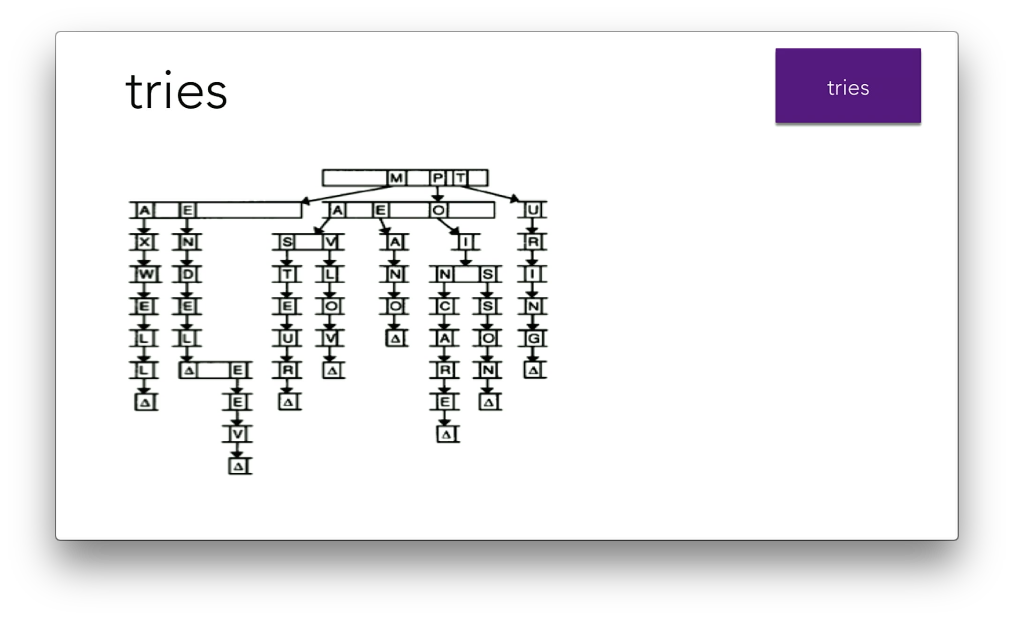 tries
tries
M P T
A E A E O U
X N S V A I R
W D T L N N S I
E E E O O C S N
L L U V Δ A O G
L Δ E R Δ R N Δ
Δ E Δ E Δ
V Δ
Δ